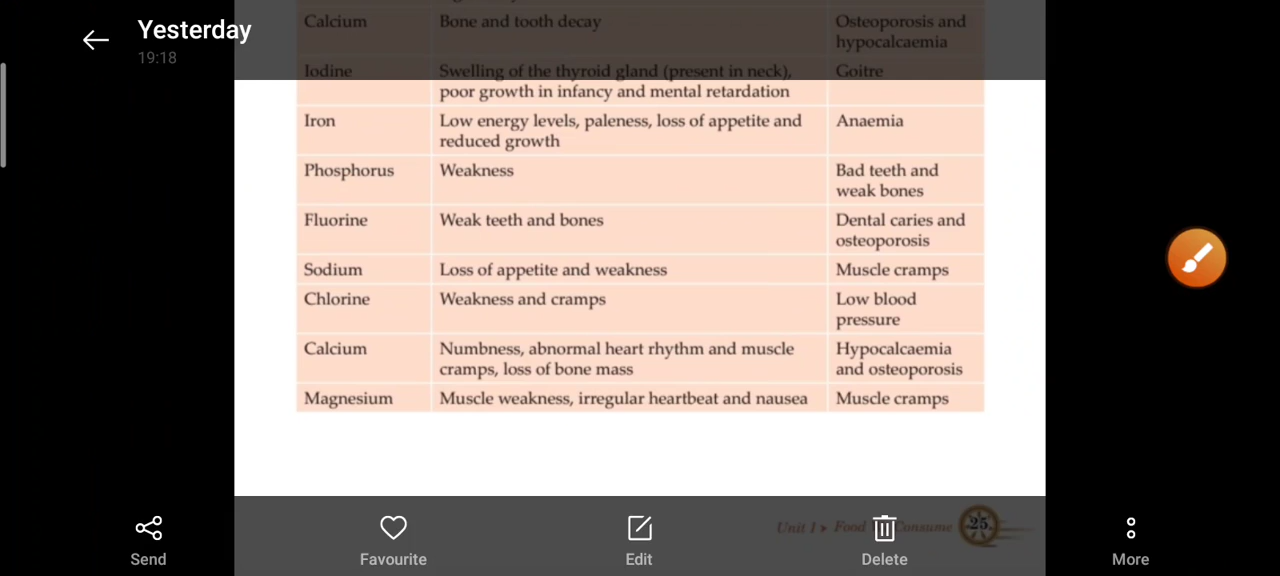 Yesterday
19:18
Calcium Bone and tooth decay Osteoporosis and
hypocalcaemia
Iodine Swelling of the thyroid gland (present in neck), Goitre
poor growth in infancy and mental retardation
Iron Low energy levels, paleness, loss of appetite and Anaemia
reduced growth
Phosphorus Weakness Bad teeth and
weak bones
Fluorine Weak teeth and bones Dental caries and
osteoporosis
Sodium Loss of appetite and weakness Muscle cramps
Chlorine Weakness and cramps Low blood
pressure
Calcium Numbness, abnormal heart rhythm and muscle Hypocalcaemia
cramps, loss of bone mass and osteoporosis
Magnesium Muscle weakness, irregular heartbeat and nausea Muscle cramps
Unit I ▸ Food Consume 25
Send Favourite Edit Delete More